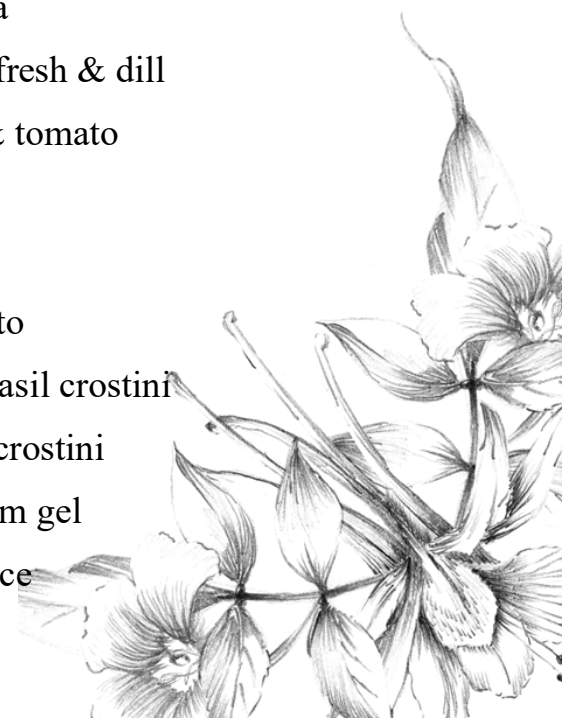 a
fresh & dill
& tomato
to
asil crostini
crostini
m gel
ce